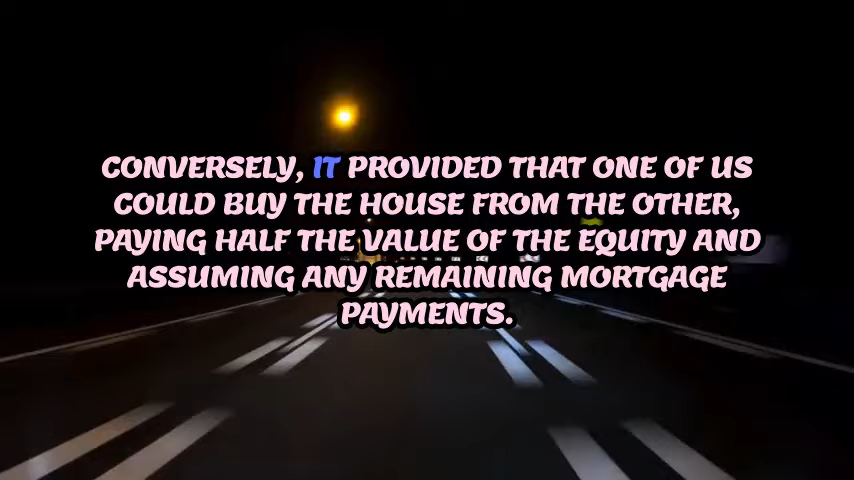 CONVERSELY, IT PROVIDED THAT ONE OF US
COULD BUY THE HOUSE FROM THE OTHER,
PAYING HALF THE VALUE OF THE EQUITY AND
ASSUMING ANY REMAINING MORTGAGE
PAYMENTS.